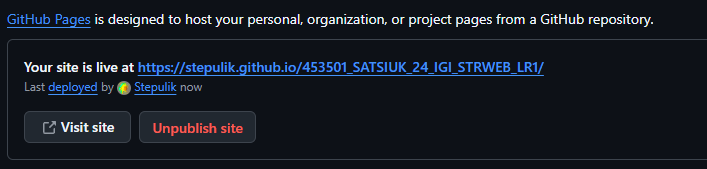 GitHub Pages is designed to host your personal, organization, or project pages from a GitHub repository.
Your site is live at https://stepulik.github.io/453501_SATSIUK_24_IGI_STRWEB_LR1/
Last deployed by Stepulik now
Visit site
Unpublish site